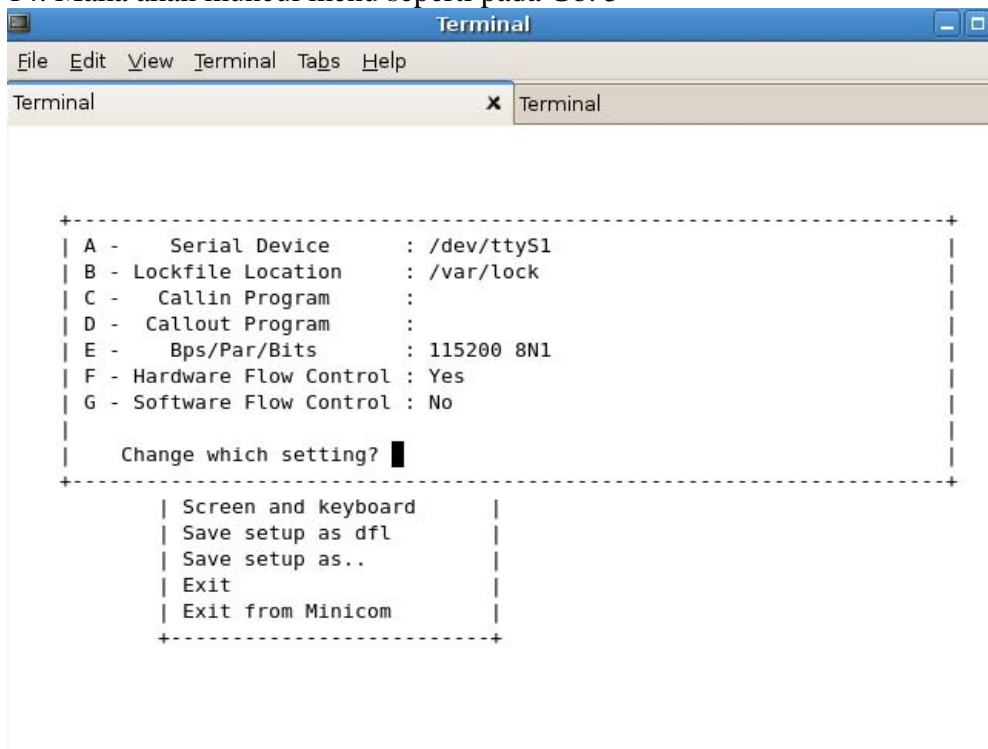 Terminal
File Edit View Terminal Tabs Help
Terminal x Terminal
A - Serial Device : /dev/ttyS1
B - Lockfile Location : /var/lock
C - Callin Program :
D - Callout Program :
E - Bps/Par/Bits : 115200 8N1
F - Hardware Flow Control : Yes
G - Software Flow Control : No
Change which setting?
Screen and keyboard
Save setup as dfl
Save setup as..
Exit
Exit from Minicom